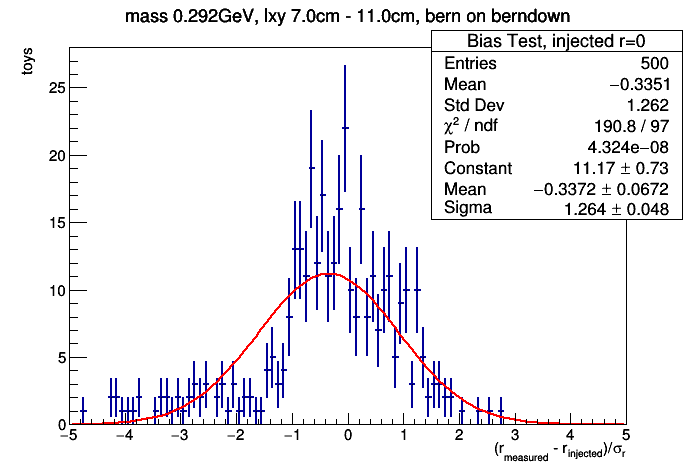 mass 0.292GeV, lxy 7.0cm - 11.0cm, bern on berndown
toys
Bias Test, injected r=0
Entries 500
Mean −0.3351
Std Dev 1.262
χ² / ndf 190.8 / 97
Prob 4.324e−08
Constant 11.17 ± 0.73
Mean −0.3372 ± 0.0672
Sigma 1.264 ± 0.048
25
20
15
10
5
0
−5 −4 −3 −2 −1 0 1 2 3 4 5
(r_measured - r_injected)/σ_r